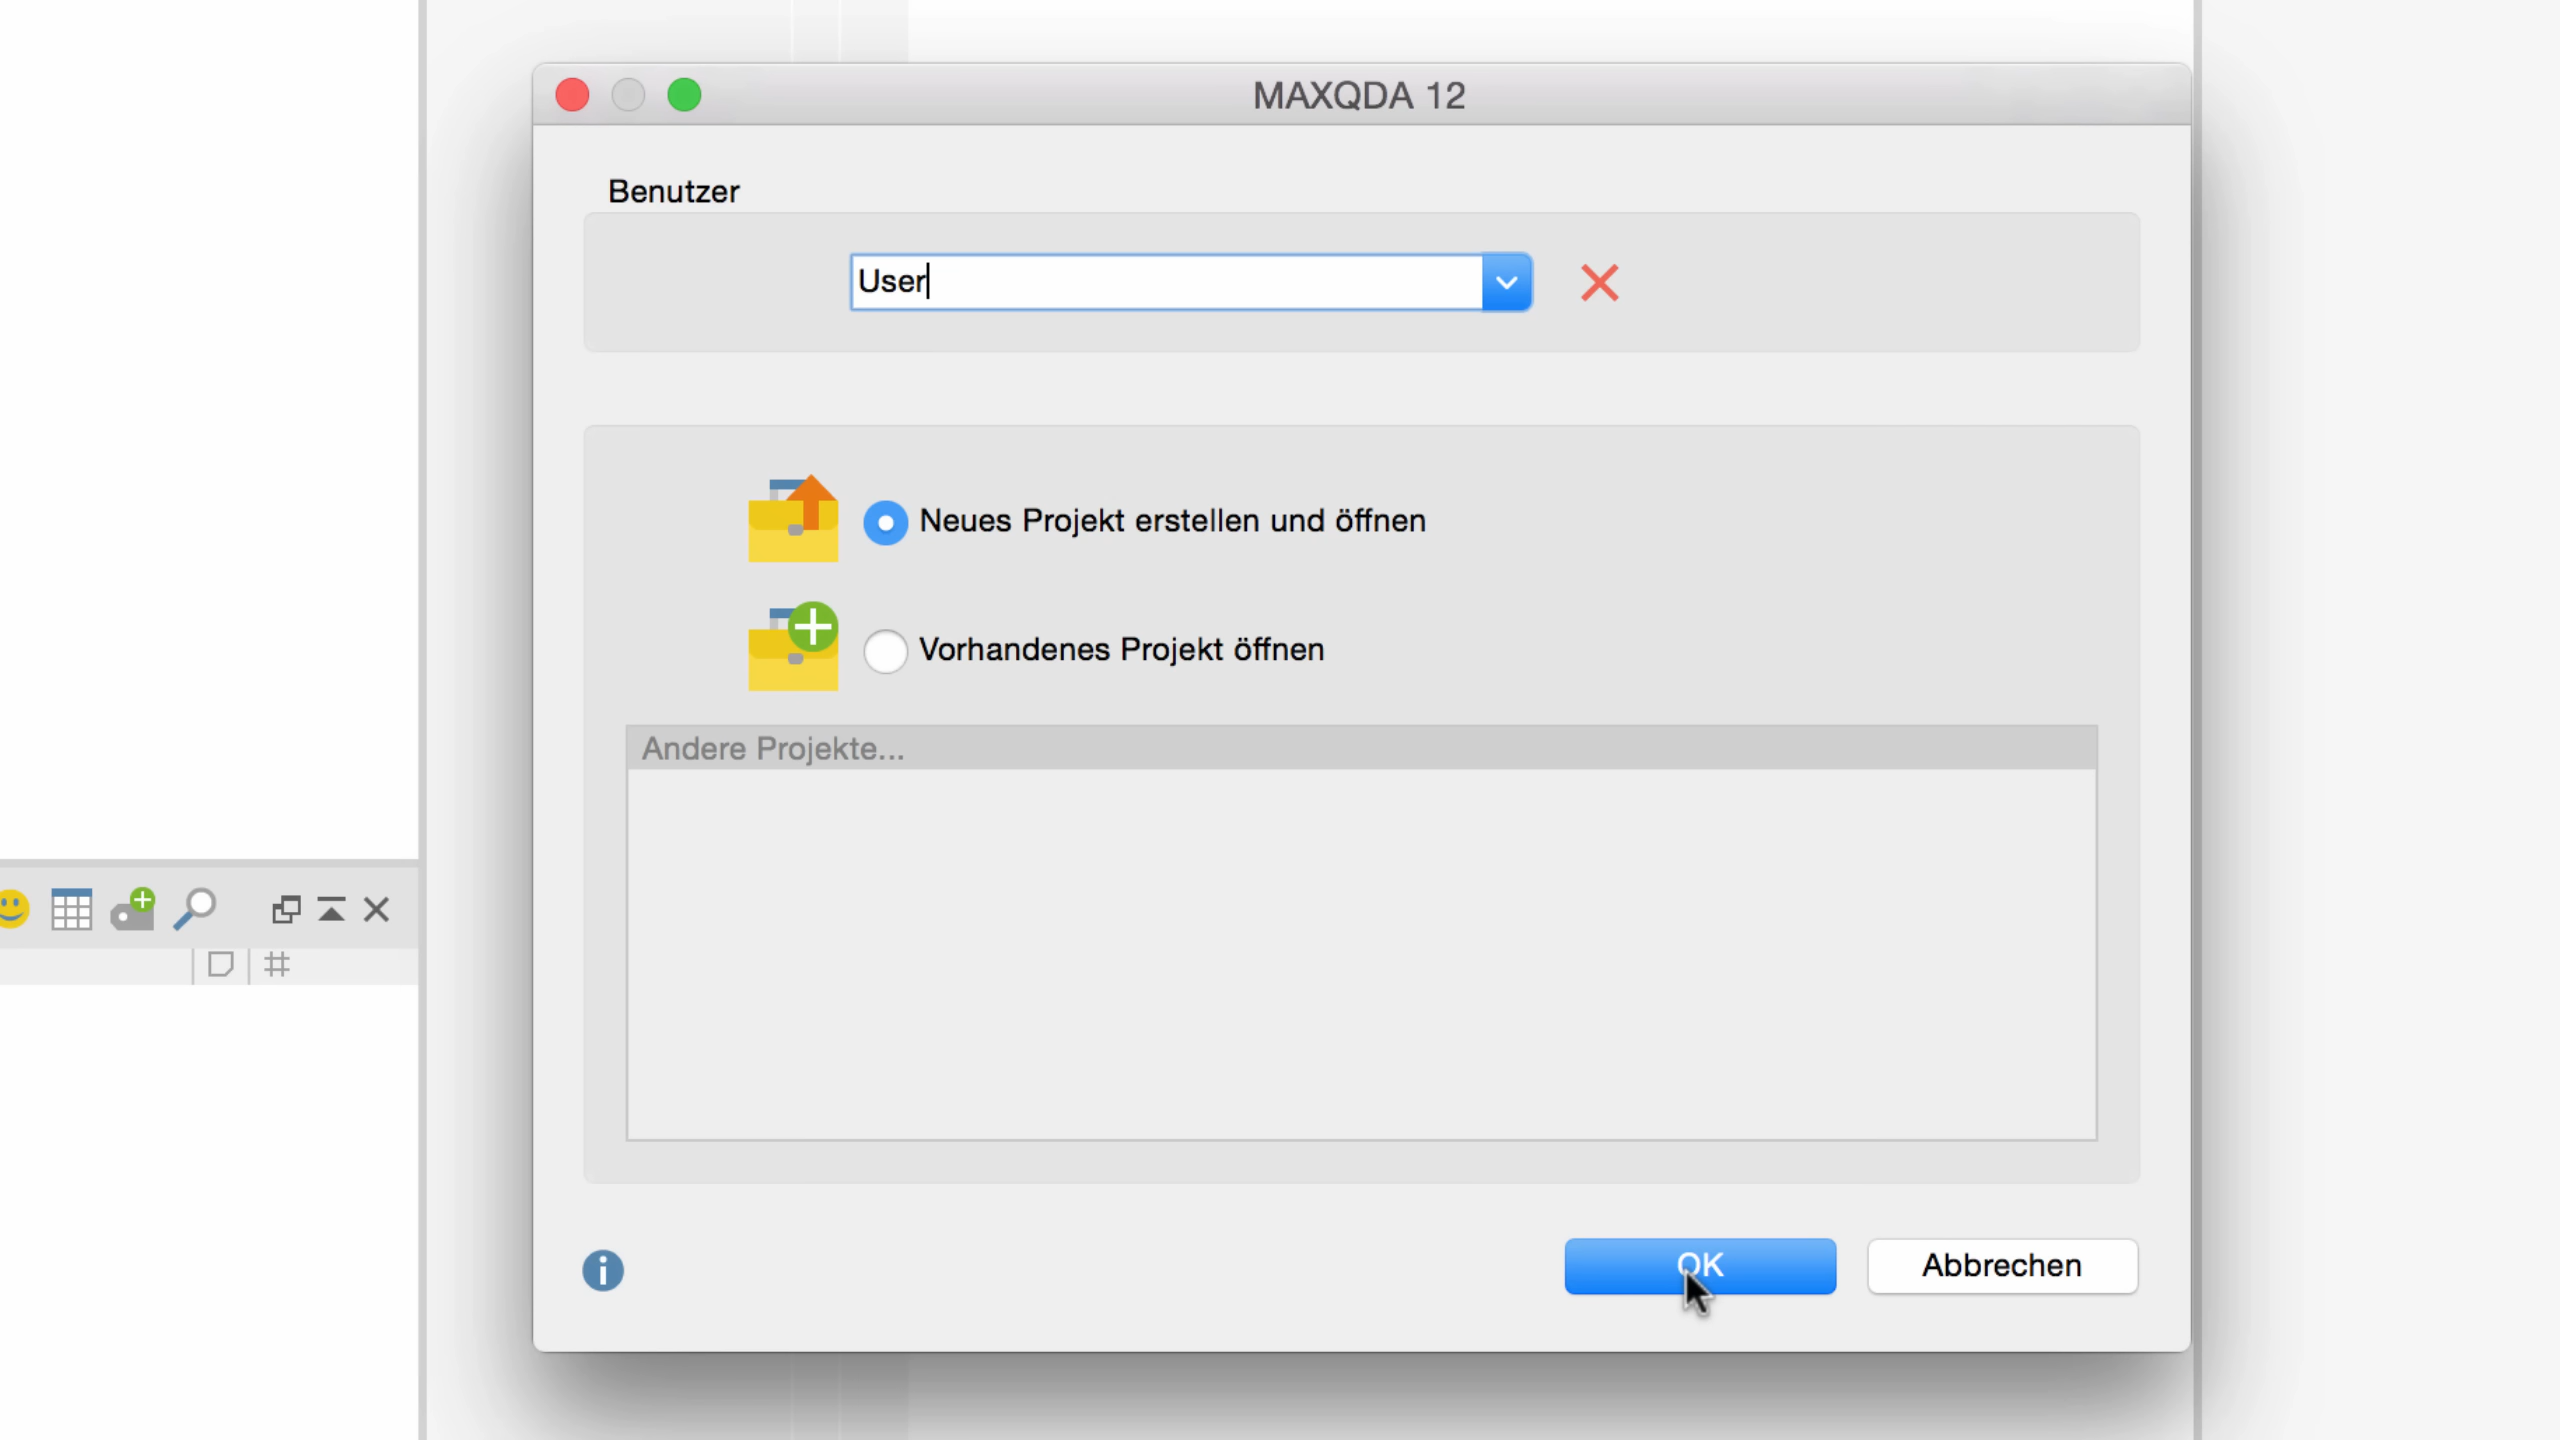 MAXQDA 12
Benutzer
User
Neues Projekt erstellen und öffnen
Vorhandenes Projekt öffnen
Andere Projekte...
OK
Abbrechen